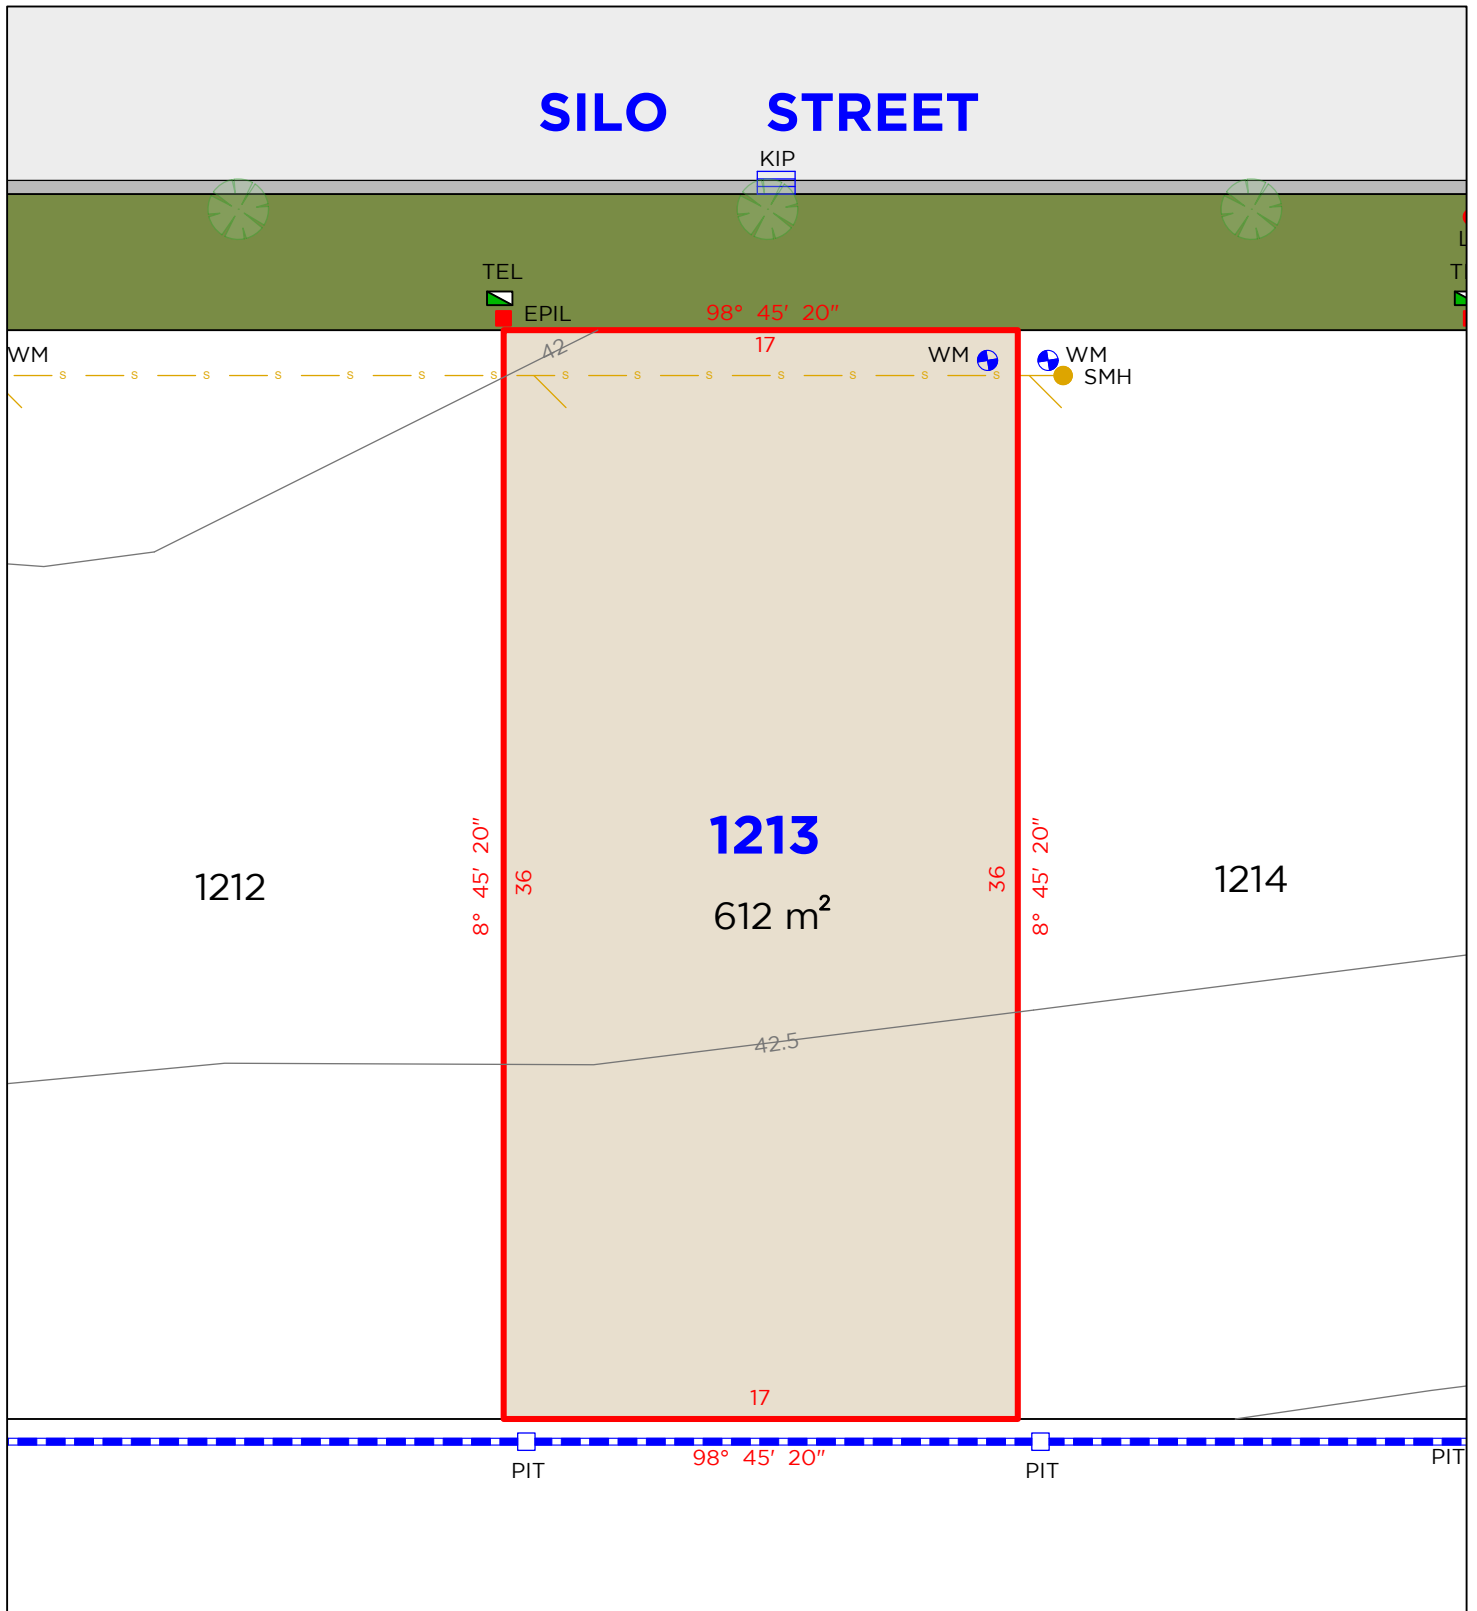 SILO STREET
KIP
TEL
EPIL
98° 45' 20"
17
42
WM
WM
WM
SMH
s s s s s s s s s s s s s s
8° 45' 20"
36
1213
612 m²
36
8° 45' 20"
1212
1214
42.5
17
98° 45' 20"
PIT
PIT
PIT